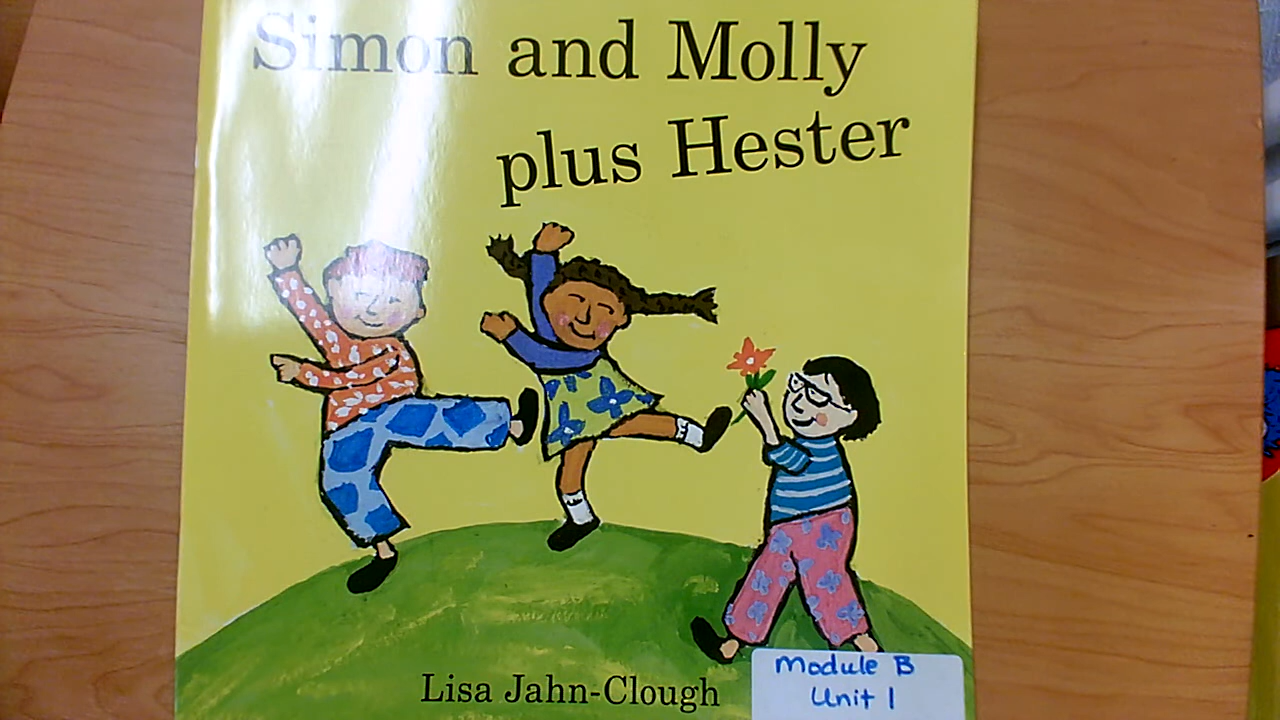 Simon and Molly
plus Hester
Lisa Jahn-Clough
Module B
Unit 1